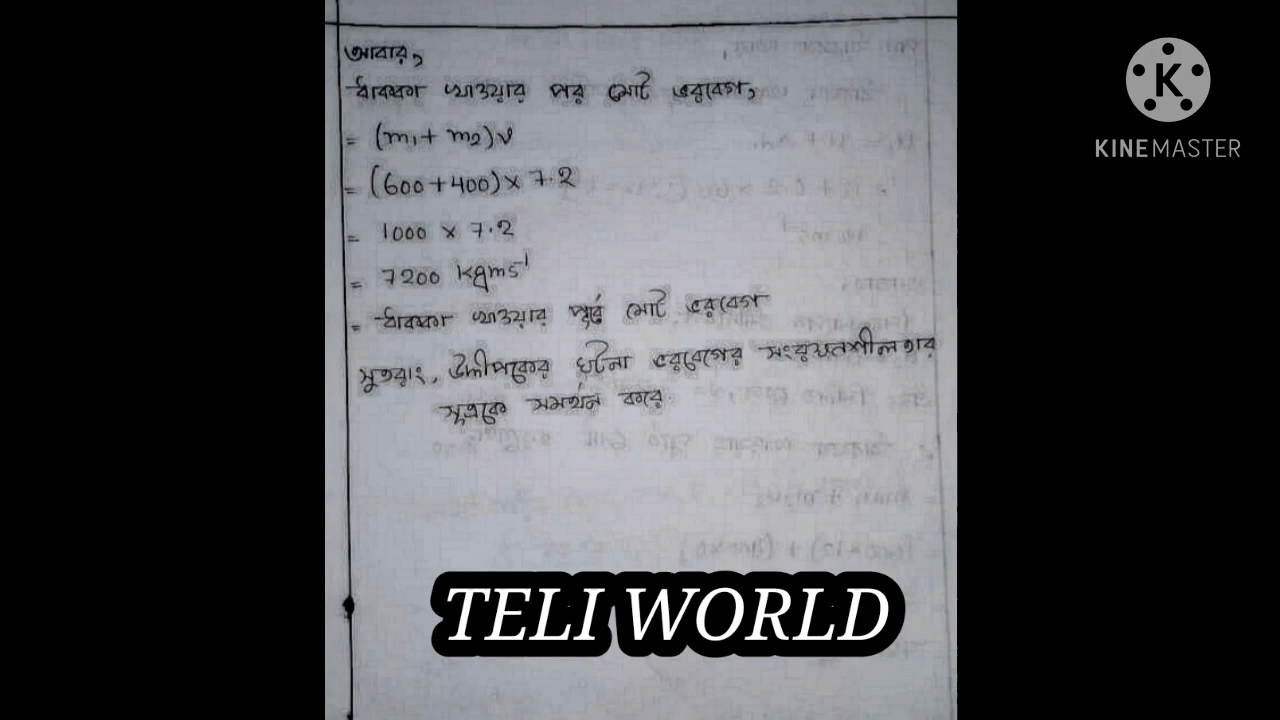 আবার,
ধাক্কা খাওয়ার পর মোট ভরবেগ,
= (m₁ + m₂)v
= (600+400) × 7.2
= 1000 × 7.2
= 7200 kgms⁻¹
= ধাক্কা খাওয়ার পূর্বে মোট ভরবেগ
সুতরাং, উদ্দীপকের ঘটনা ভরবেগের সংরক্ষণশীলতার
সূত্রকে সমর্থন করে
K
KINEMASTER
TELI WORLD